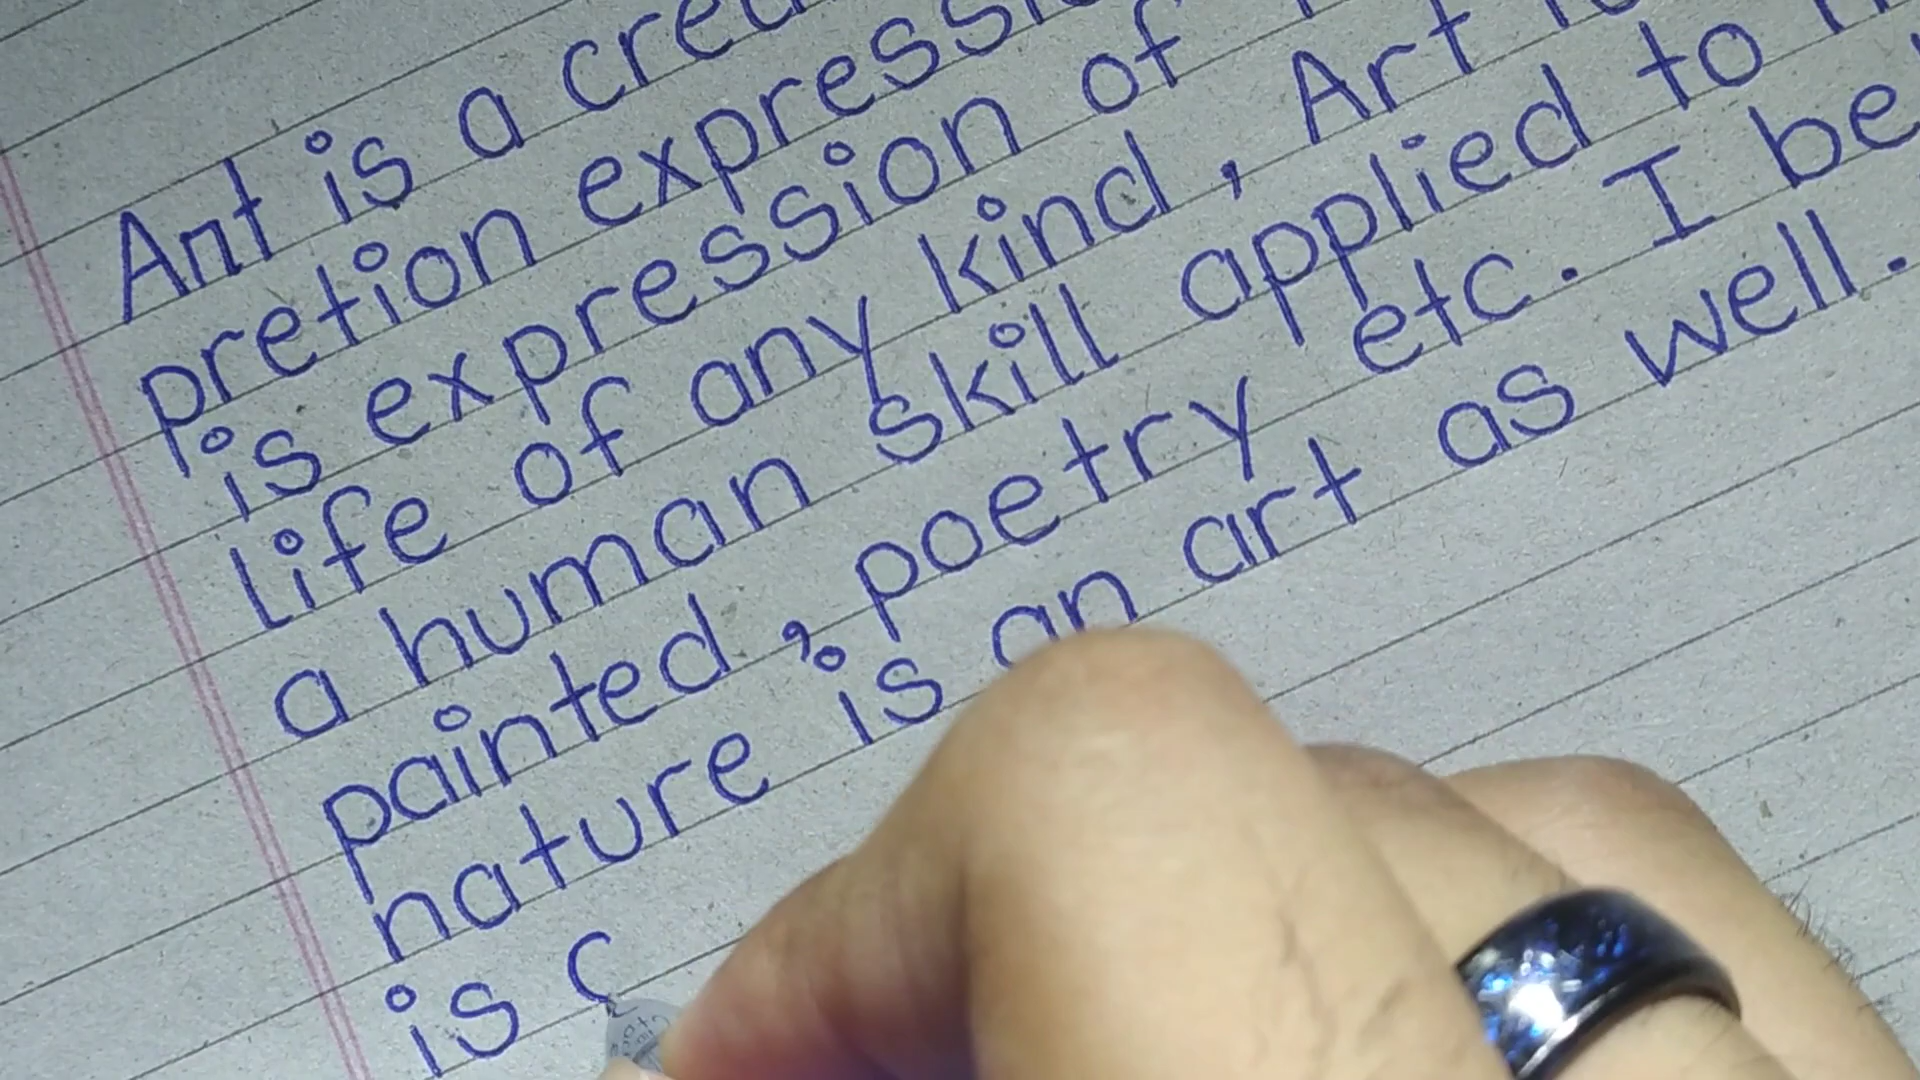 Art is a crea
pretion expressi
is expression of
life of any kind, Art is
a human skill applied to
painted, poetry etc. I be
nature is an art as well.
is